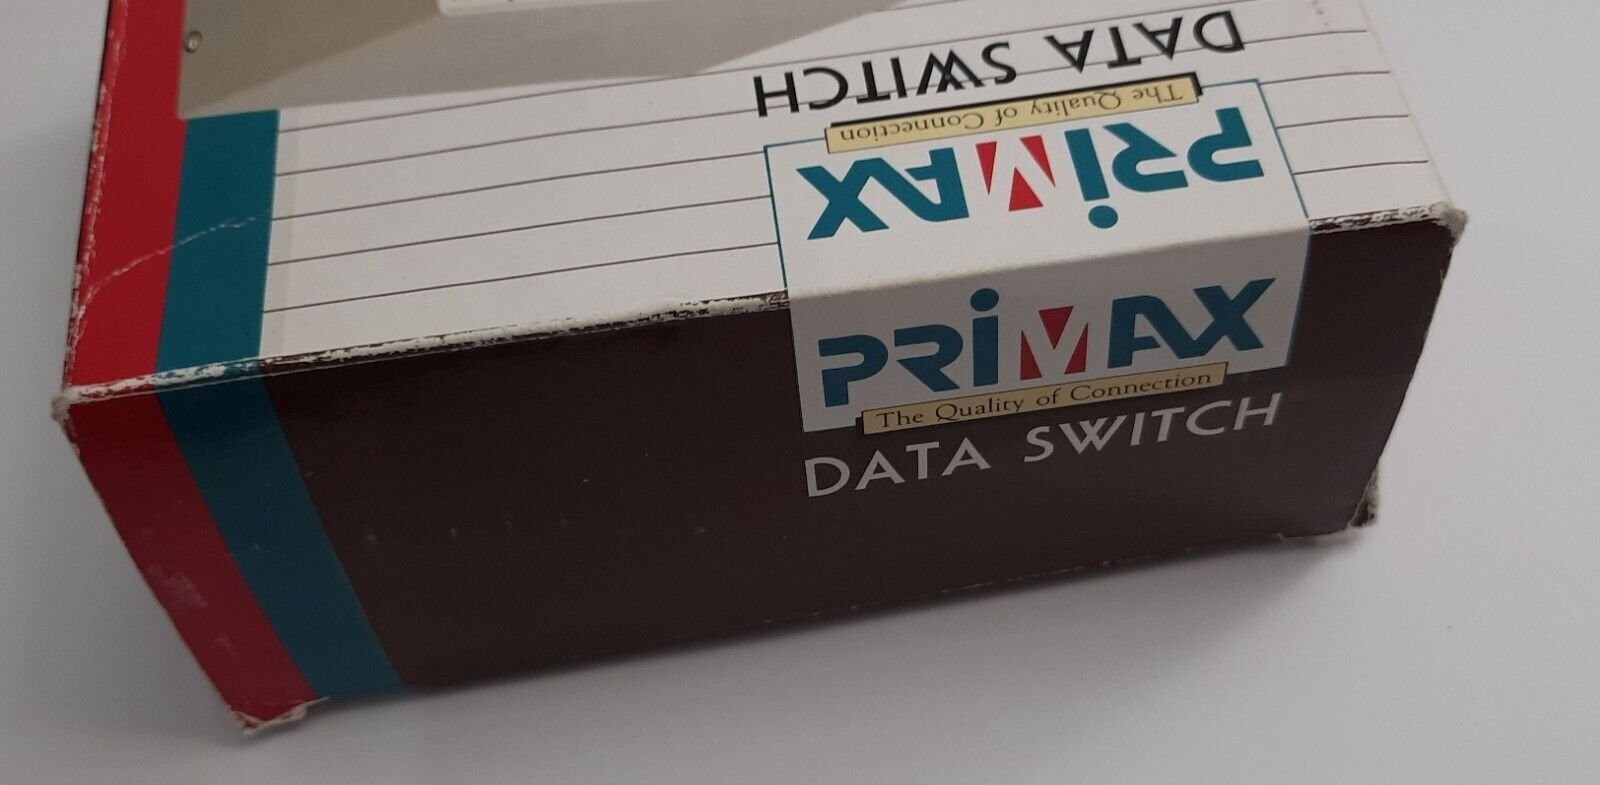 DATA SWITCH
The Quality of Connection
PRiMAX
PRiMAX
The Quality of Connection
DATA SWITCH